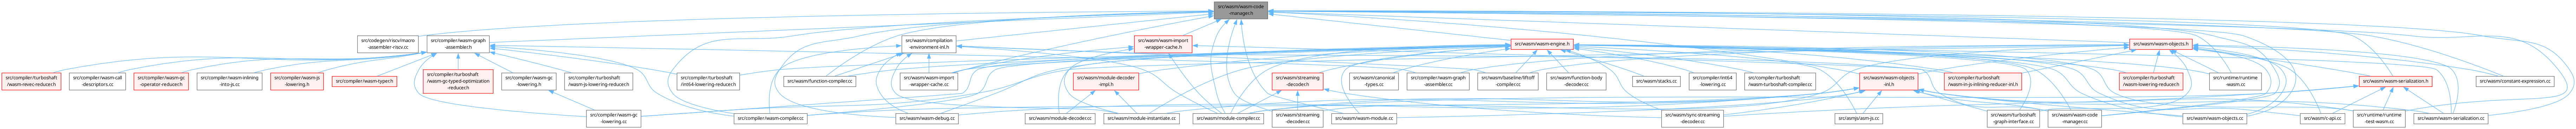 src/wasm/wasm-code
-manager.h
src/codegen/riscv/macro
-assembler-riscv.cc
src/compiler/wasm-graph
-assembler.h
src/wasm/compilation
-environment-inl.h
src/wasm/wasm-import
-wrapper-cache.h
src/wasm/wasm-engine.h
src/wasm/wasm-objects.h
src/compiler/turboshaft
/wasm-revec-reducer.h
src/compiler/wasm-call
-descriptors.cc
src/compiler/wasm-gc
-operator-reducer.h
src/compiler/wasm-inlining
-into-js.cc
src/compiler/wasm-js
-lowering.h
src/compiler/wasm-typer.h
src/compiler/turboshaft
/wasm-gc-typed-optimization
-reducer.h
src/compiler/wasm-gc
-lowering.h
src/compiler/turboshaft
/wasm-js-lowering-reducer.h
src/compiler/turboshaft
/int64-lowering-reducer.h
src/wasm/function-compiler.cc
src/wasm/wasm-import
-wrapper-cache.cc
src/wasm/module-decoder
-impl.h
src/wasm/streaming
-decoder.h
src/wasm/canonical
-types.cc
src/compiler/wasm-graph
-assembler.cc
src/wasm/baseline/liftoff
-compiler.cc
src/wasm/function-body
-decoder.cc
src/wasm/wasm-objects
-inl.h
src/wasm/stacks.cc
src/compiler/int64
-lowering.cc
src/compiler/turboshaft
/wasm-turboshaft-compiler.cc
src/compiler/turboshaft
/wasm-in-js-inlining-reducer-inl.h
src/compiler/turboshaft
/wasm-lowering-reducer.h
src/runtime/runtime
-wasm.cc
src/wasm/wasm-serialization.h
src/wasm/constant-expression.cc
src/compiler/wasm-gc
-lowering.cc
src/compiler/wasm-compiler.cc
src/wasm/wasm-debug.cc
src/wasm/module-decoder.cc
src/wasm/module-instantiate.cc
src/wasm/module-compiler.cc
src/wasm/streaming
-decoder.cc
src/wasm/wasm-module.cc
src/wasm/sync-streaming
-decoder.cc
src/asmjs/asm-js.cc
src/wasm/turboshaft
-graph-interface.cc
src/wasm/wasm-code
-manager.cc
src/wasm/wasm-objects.cc
src/wasm/c-api.cc
src/runtime/runtime
-test-wasm.cc
src/wasm/wasm-serialization.cc